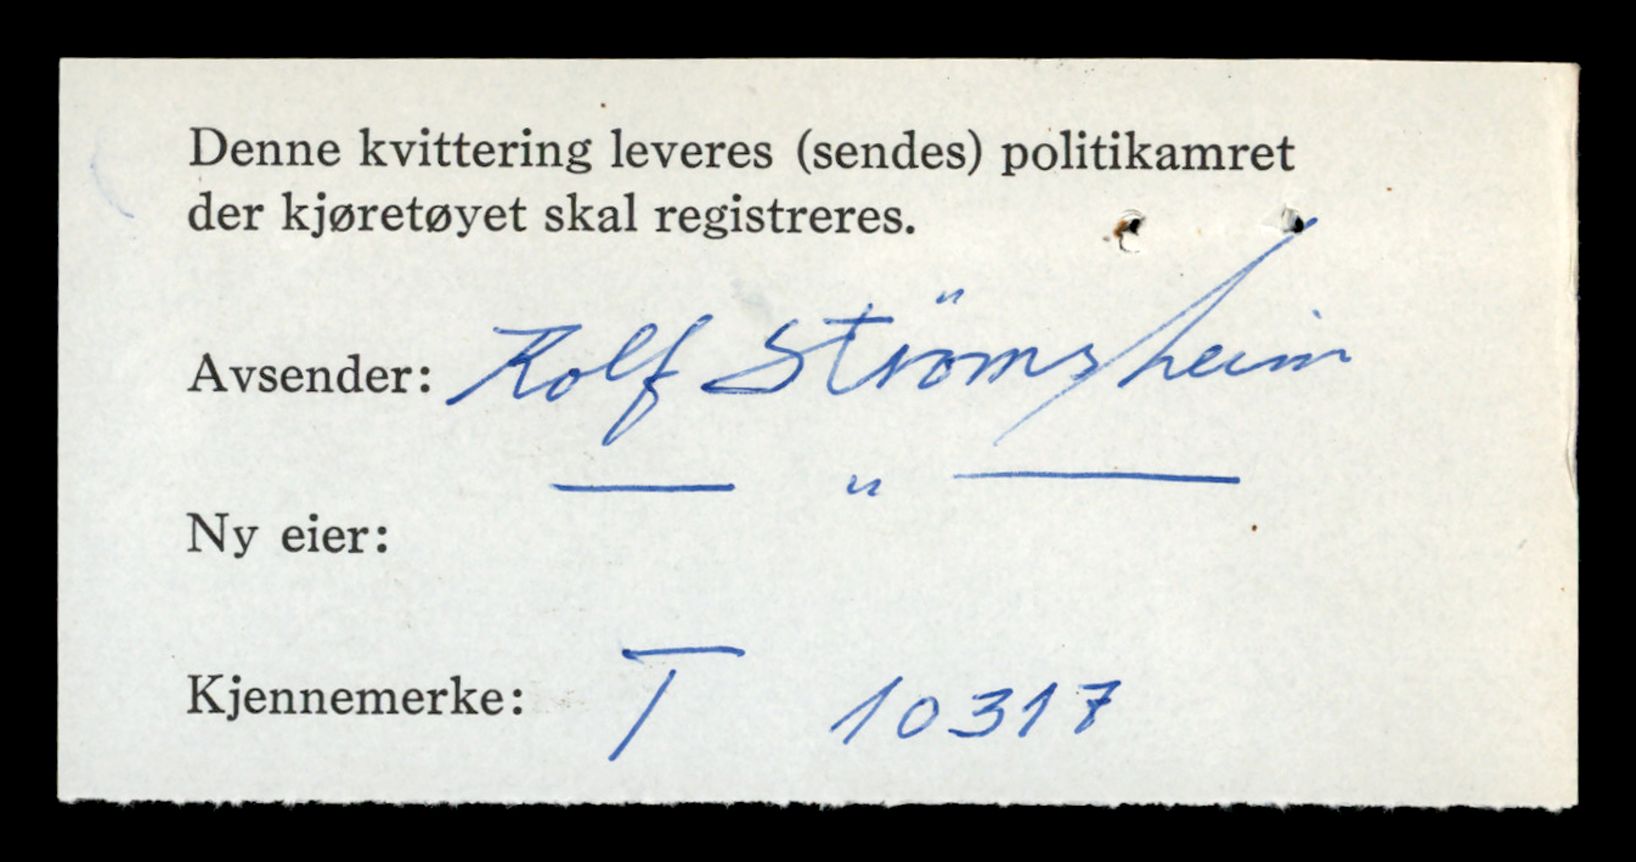 Denne kvittering leveres (sendes) politikamret
der kjøretøyet skal registreres.
Avsender: Rolf Strömsheim
— " —
Ny eier:
Kjennemerke: T 10317